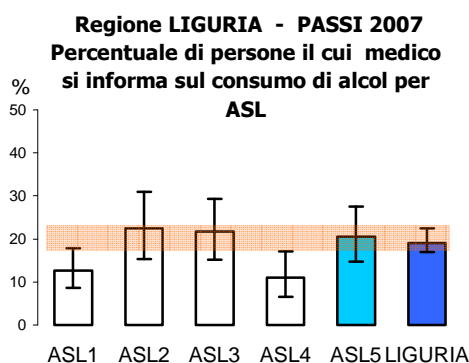 Regione LIGURIA - PASSI 2007
Percentuale di persone il cui medico
si informa sul consumo di alcol per
ASL
%
50
40
30
20
10
0
ASL1 ASL2 ASL3 ASL4 ASL5 LIGURIA